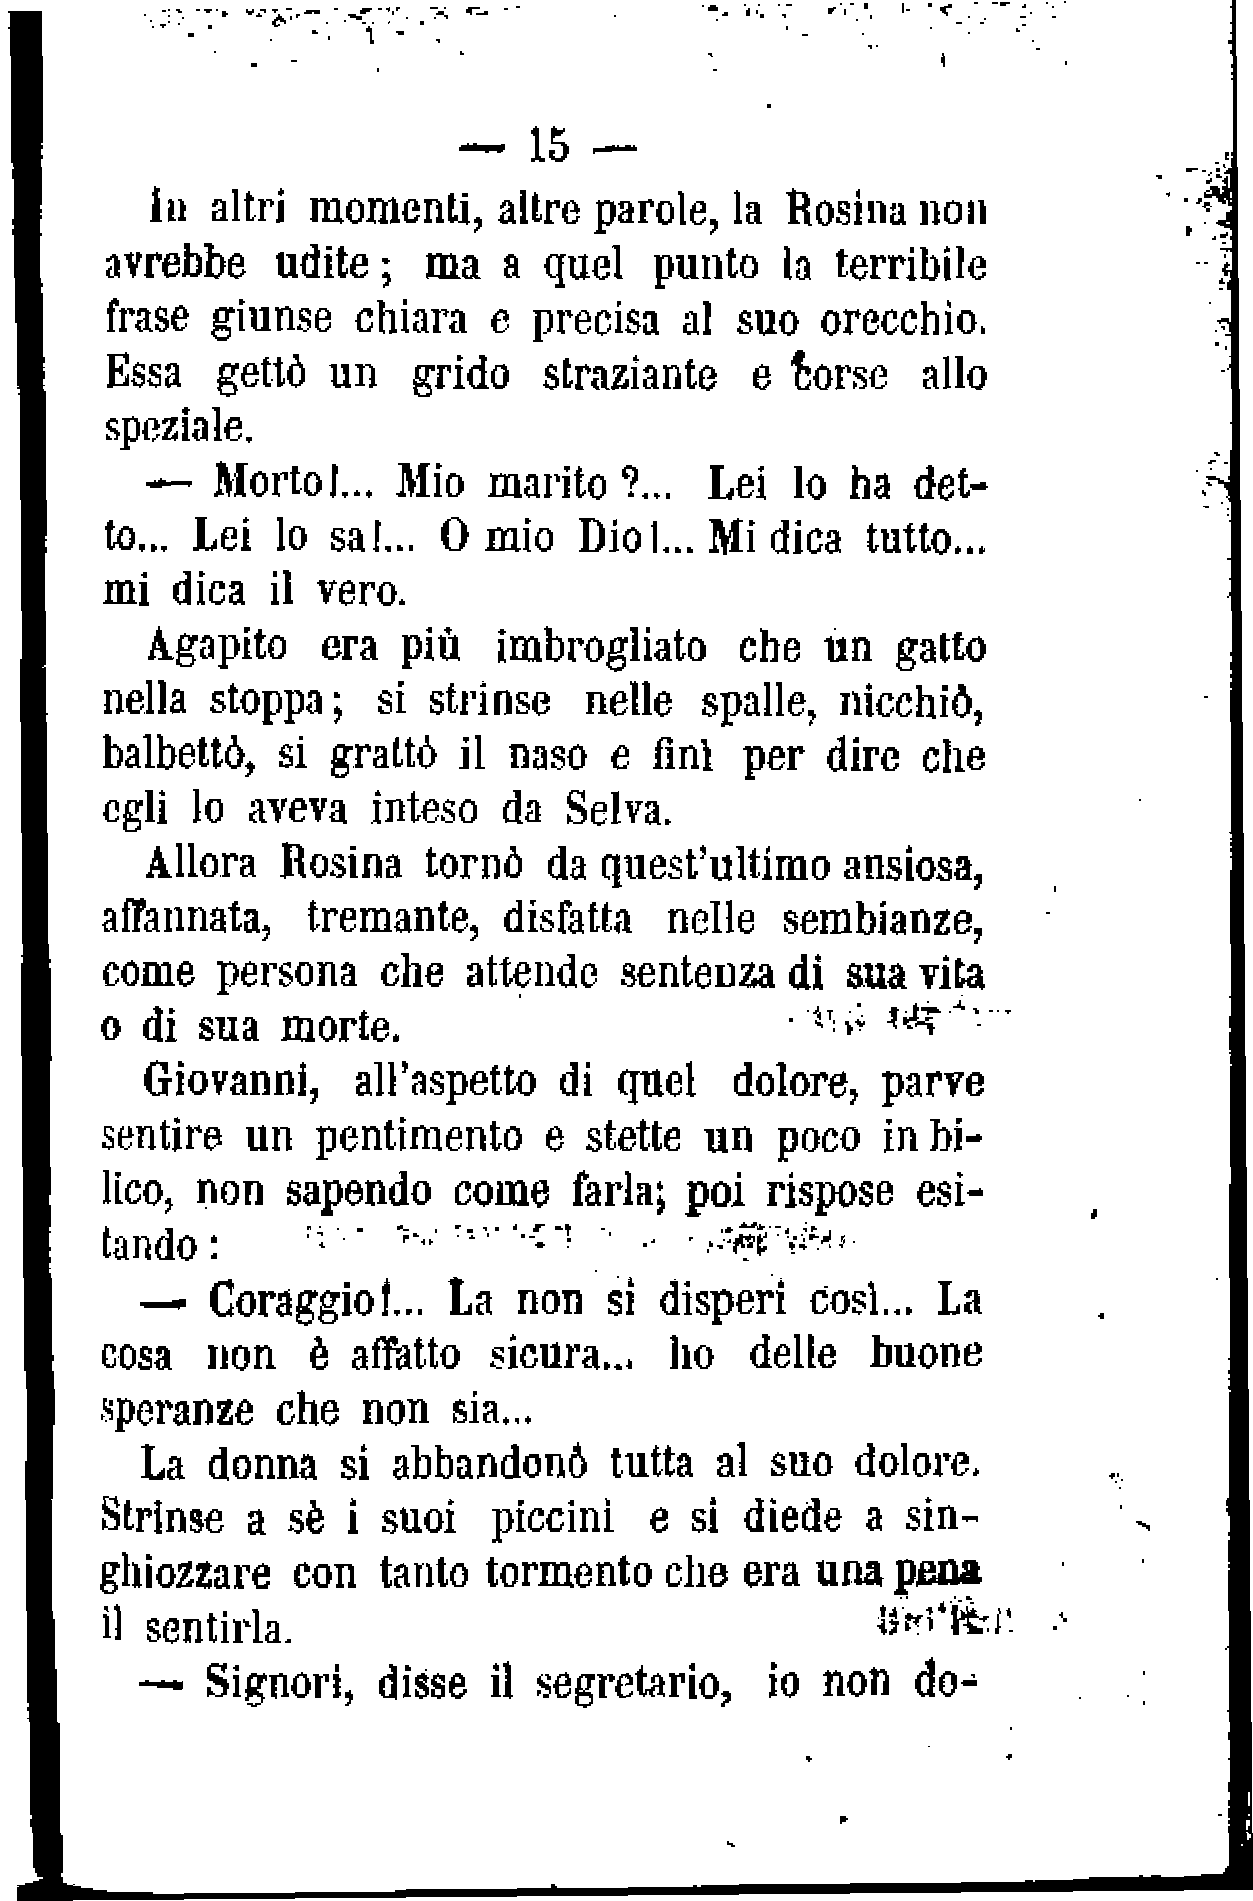 — 15 —
In altri momenti, altre parole, la Rosina non
avrebbe udite; ma a quel punto la terribile
frase giunse chiara e precisa al suo orecchio.
Essa gettò un grido straziante e corse allo
speziale.
— Morto!... Mio marito?... Lei lo ha det-
to... Lei lo sa!... O mio Dio!... Mi dica tutto...
mi dica il vero.
Agapito era più imbrogliato che un gatto
nella stoppa; si strinse nelle spalle, nicchiò,
balbettò, si grattò il naso e finì per dire che
egli lo aveva inteso da Selva.
Allora Rosina tornò da quest'ultimo ansiosa,
affannata, tremante, disfatta nelle sembianze,
come persona che attende sentenza di sua vita
o di sua morte.
Giovanni, all'aspetto di quel dolore, parve
sentire un pentimento e stette un poco in bi-
lico, non sapendo come farla; poi rispose esi-
tando:
— Coraggio!... La non si disperi così... La
cosa non è affatto sicura... ho delle buone
speranze che non sia...
La donna si abbandonò tutta al suo dolore.
Strinse a sè i suoi piccini e si diede a sin-
ghiozzare con tanto tormento che era una pena
il sentirla.
— Signori, disse il segretario, io non do-